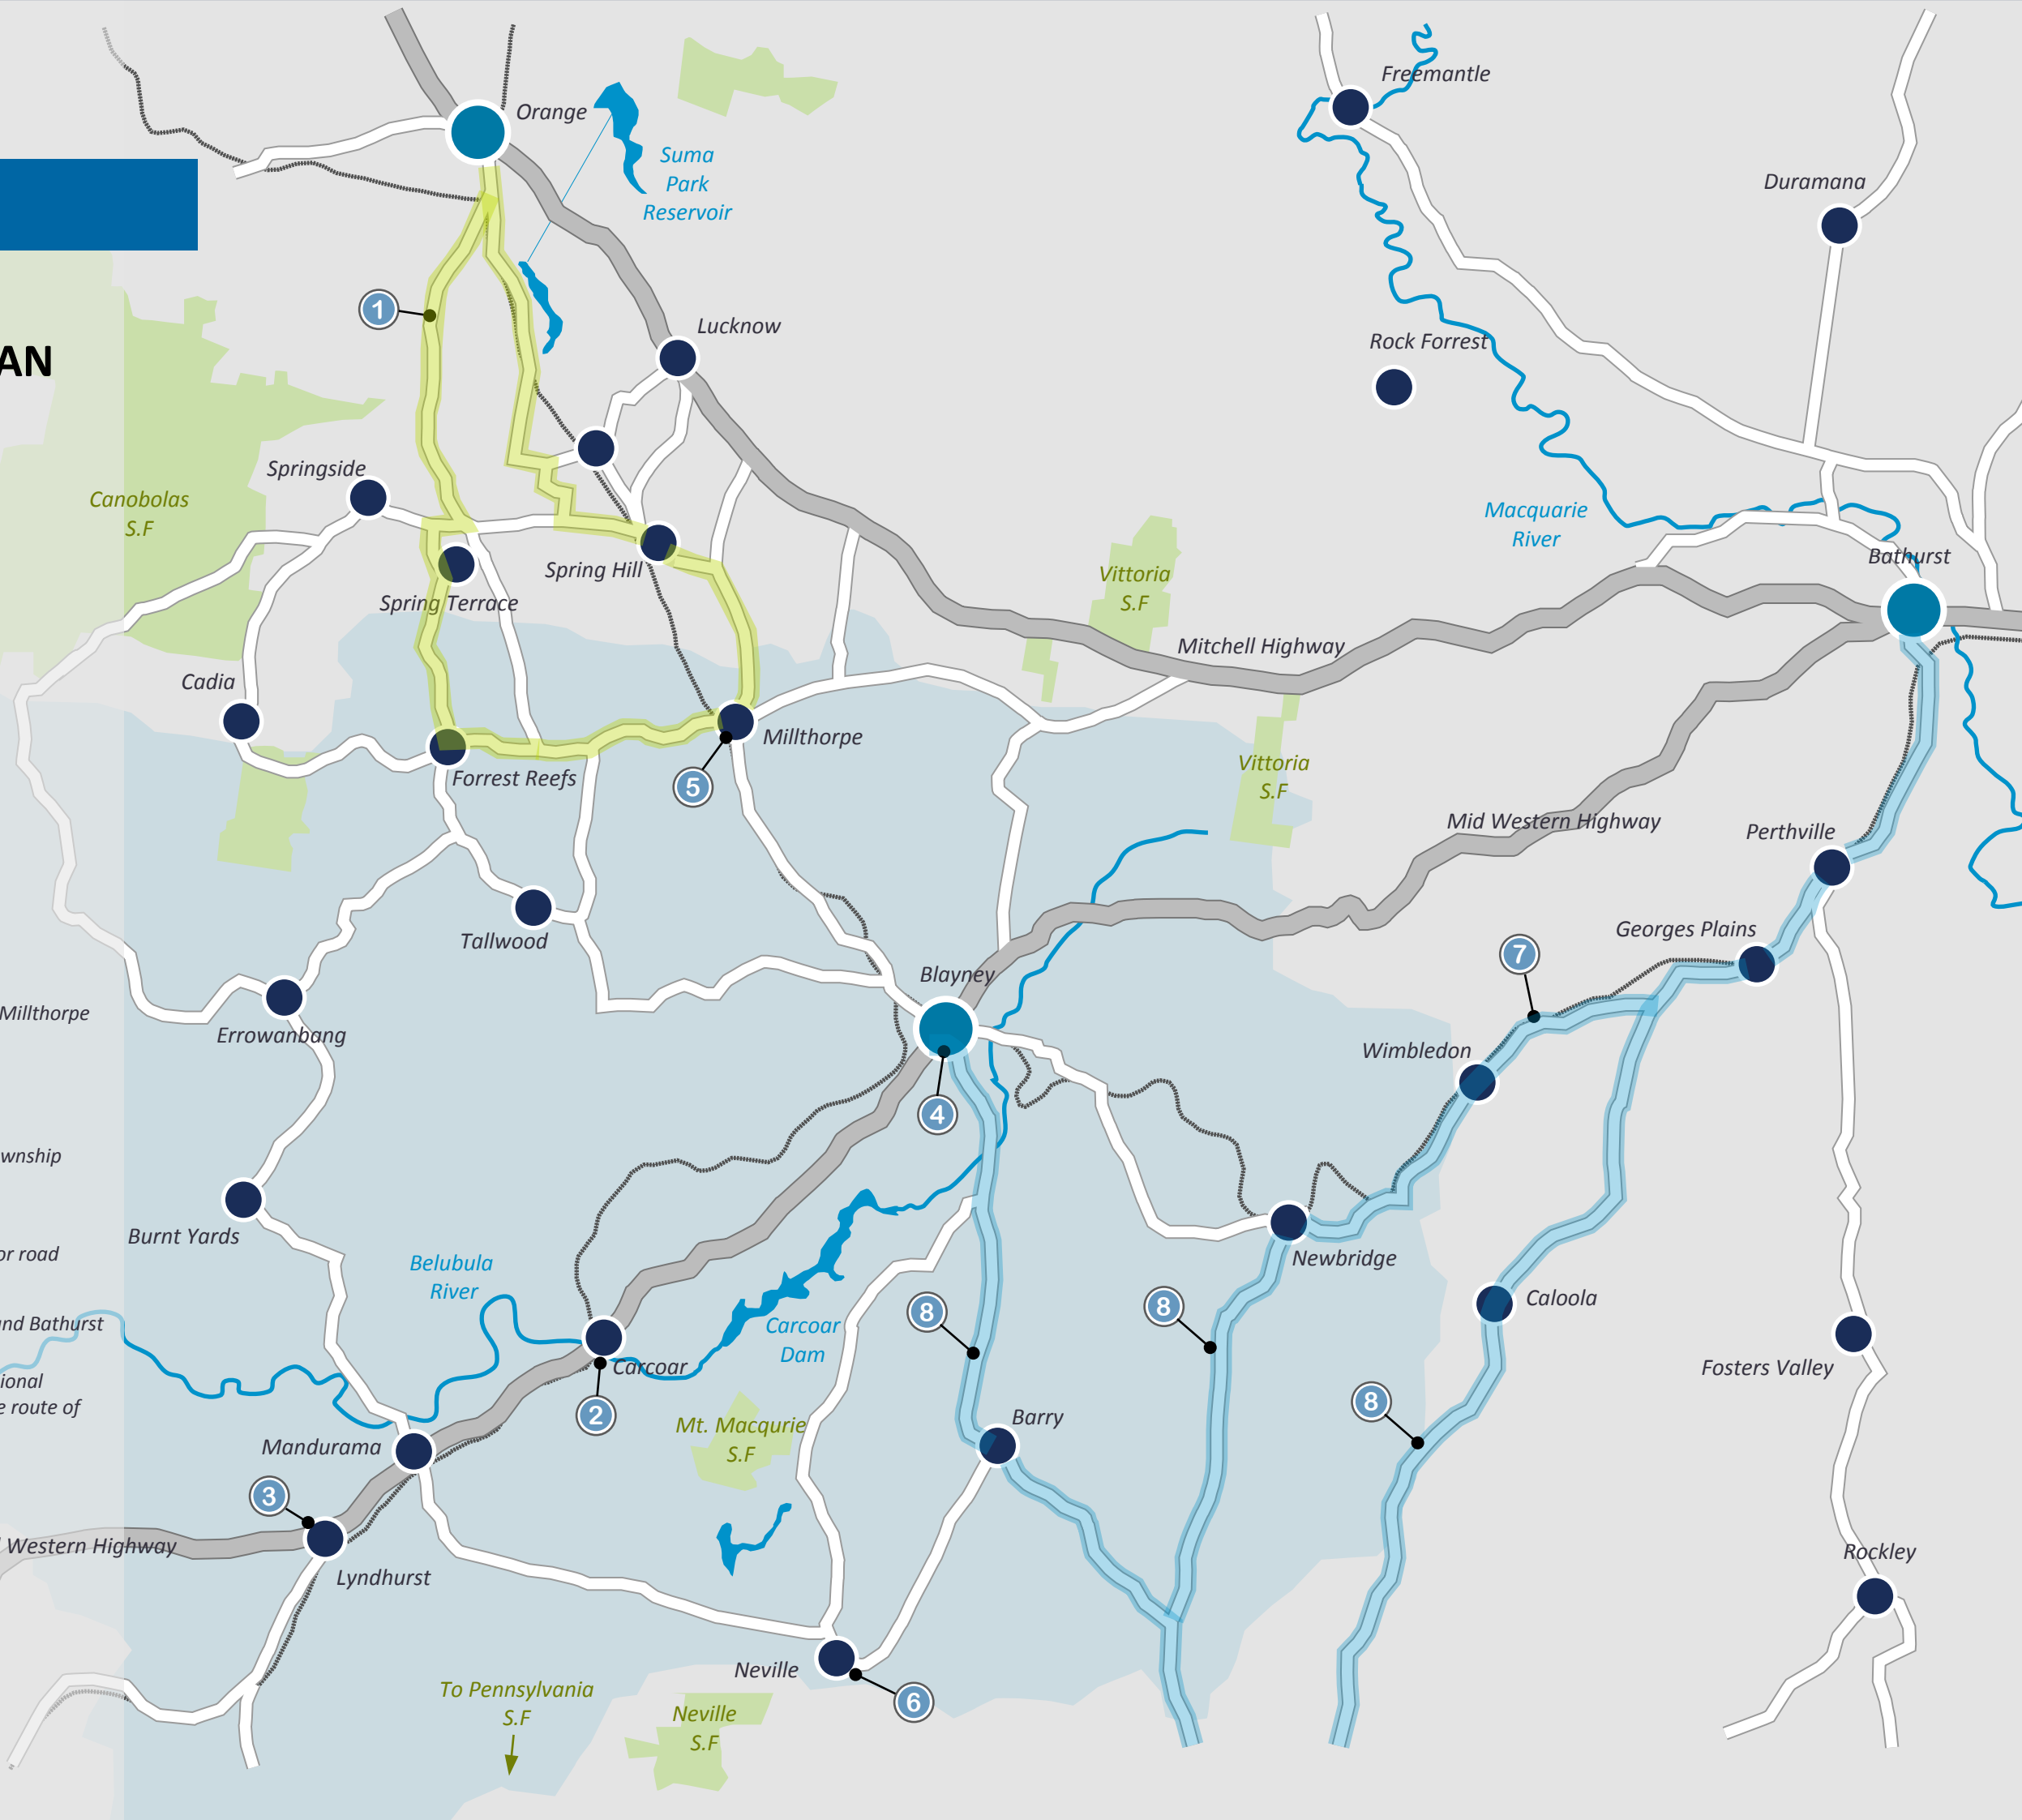 Freemantle
Orange
Suma
Park
Reservoir
Duramana
1
Lucknow
Rock Forrest
AN
Springside
Canobolas
S.F
Macquarie
River
Bathurst
Spring Hill
Vittoria
S.F
Spring Terrace
Mitchell Highway
Cadia
Millthorpe
Vittoria
S.F
Forrest Reefs
5
Mid Western Highway
Perthville
Georges Plains
Tallwood
7
Blayney
Millthorpe
Errowanbang
Wimbledon
4
wnship
Burnt Yards
or road
Belubula
River
Newbridge
8
8
Caloola
nd Bathurst
Carcoar
Dam
Carcoar
Fosters Valley
ional
e route of
2
8
Barry
Mt. Macqurie
S.F
Mandurama
3
Western Highway
Lyndhurst
Rockley
Neville
6
To Pennsylvania
S.F
Neville
S.F